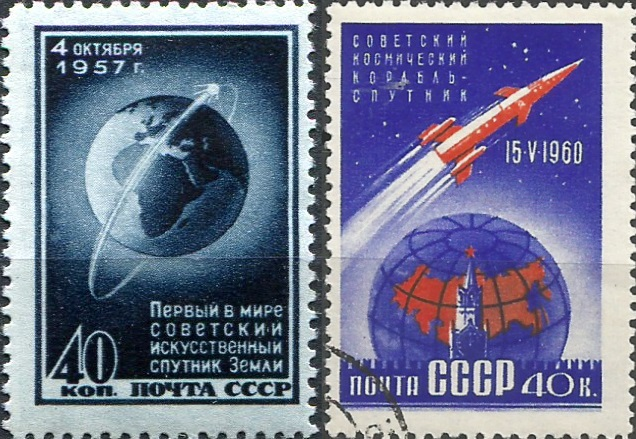 4 ОКТЯБРЯ
1957 г.
Первый в мире
советский
искусственный
спутник Земли
40
коп. ПОЧТА СССР
СОВЕТСКИЙ
КОСМИЧЕСКИЙ
КОРАБЛЬ-
СПУТНИК
15-V-1960
ПОЧТА СССР 40 К.